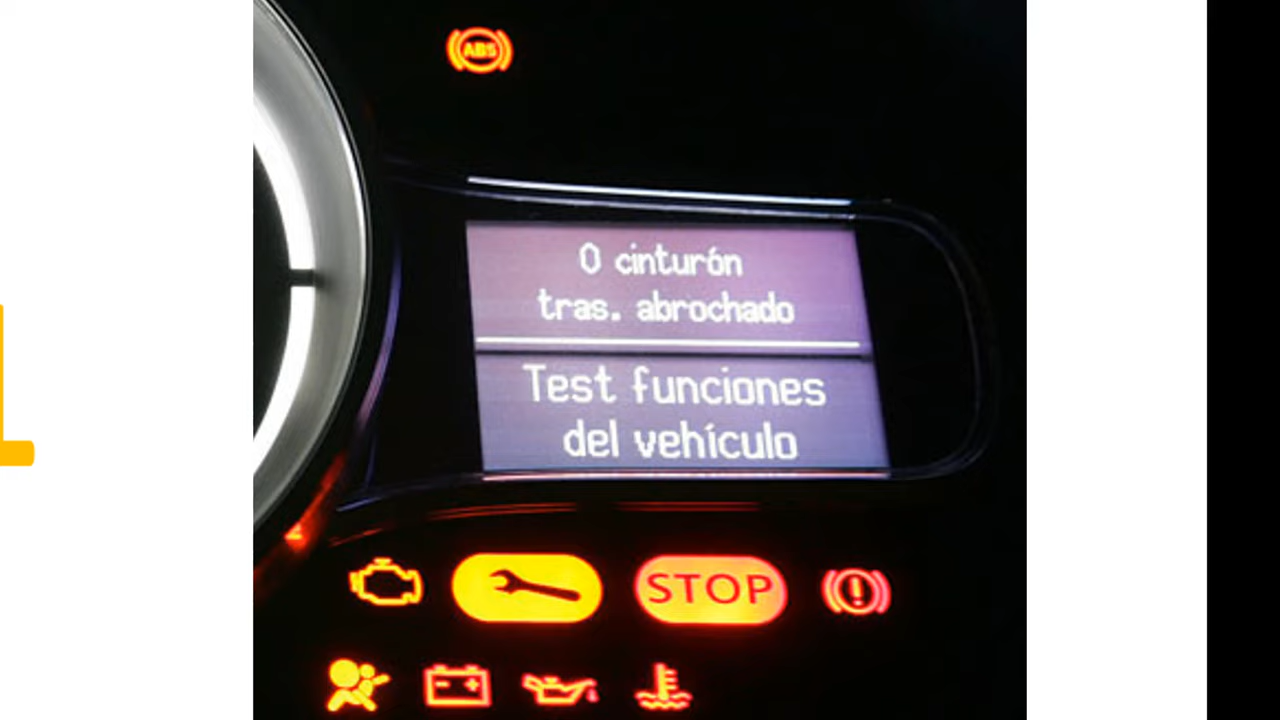 ABS
0 cinturón
tras. abrochado
Test funciones
del vehículo
STOP